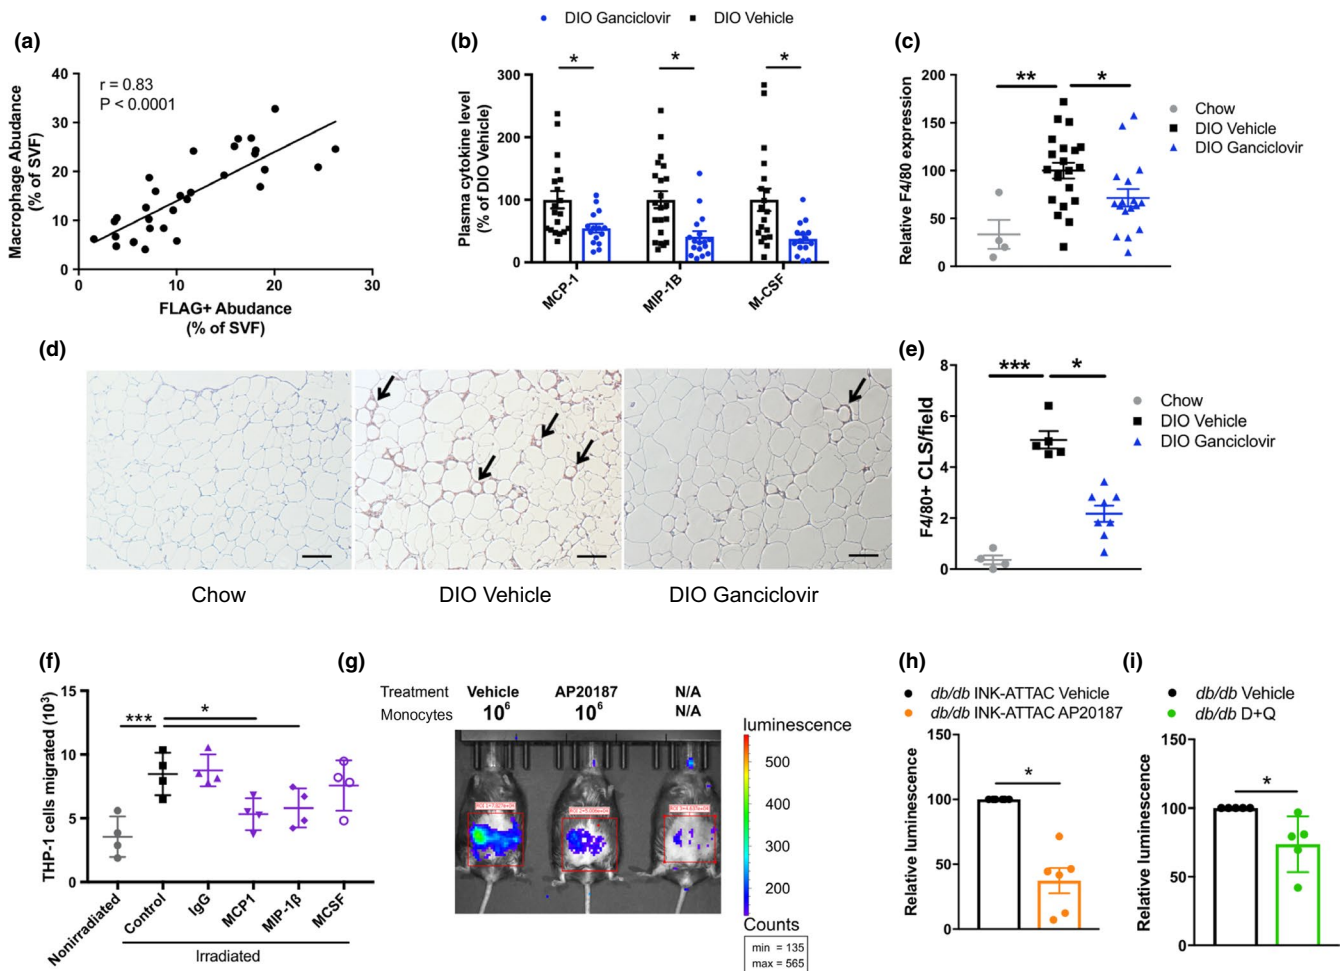 DIO Ganciclovir
DIO Vehicle
(a)
Macrophage Abudance
(% of SVF)
40
30
20
10
0
r = 0.83
P < 0.0001
0
10
20
30
FLAG+ Abudance
(% of SVF)
(b)
Plasma cytokine level
(% of DIO Vehicle)
300
200
100
0
*
*
*
MCP-1
MIP-1B
M-CSF
(c)
Relative F4/80 expression
200
150
100
50
0
**
*
Chow
DIO Vehicle
DIO Ganciclovir
(d)
Chow
DIO Vehicle
DIO Ganciclovir
(e)
F4/80+ CLS/field
8
6
4
2
0
***
*
Chow
DIO Vehicle
DIO Ganciclovir
(f)
THP-1 cells migrated (10³)
15
10
5
0
***
*
Nonirradiated
Control
IgG
MCP1
MIP-1β
MCSF
Irradiated
(g)
Treatment Vehicle AP20187 N/A
Monocytes 10⁶ 10⁶ N/A
luminescence
500
400
300
200
Counts
min = 135
max = 565
(h)
db/db INK-ATTAC Vehicle
db/db INK-ATTAC AP20187
Relative luminescence
150
100
50
0
*
(i)
db/db Vehicle
db/db D+Q
Relative luminescence
150
100
50
0
*